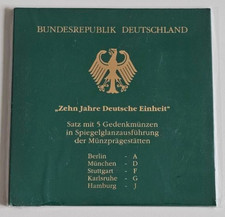 BUNDESREPUBLIK DEUTSCHLAND
„Zehn Jahre Deutsche Einheit"
Satz mit 5 Gedenkmünzen
in Spiegelglanzausführung
der Münzprägestätten
Berlin - A
München - D
Stuttgart - F
Karlsruhe - G
Hamburg - J